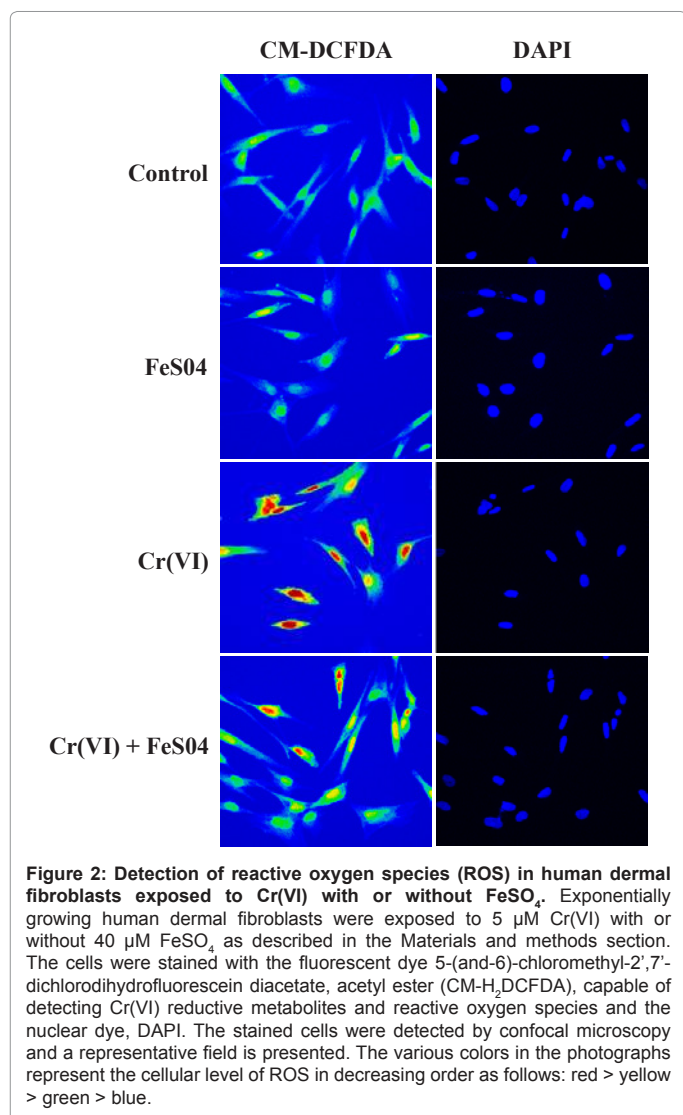 CM-DCFDA DAPI
Control
FeS04
Cr(VI)
Cr(VI) + FeS04
Figure 2: Detection of reactive oxygen species (ROS) in human dermal
fibroblasts exposed to Cr(VI) with or without FeSO₄. Exponentially
growing human dermal fibroblasts were exposed to 5 µM Cr(VI) with or
without 40 µM FeSO₄ as described in the Materials and methods section.
The cells were stained with the fluorescent dye 5-(and-6)-chloromethyl-2’,7’-
dichlorodihydrofluorescein diacetate, acetyl ester (CM-H₂DCFDA), capable
of detecting Cr(VI) reductive metabolites and reactive oxygen species and the
nuclear dye, DAPI. The stained cells were detected by confocal microscopy
and a representative field is presented. The various colors in the photographs
represent the cellular level of ROS in decreasing order as follows: red > yellow
> green > blue.